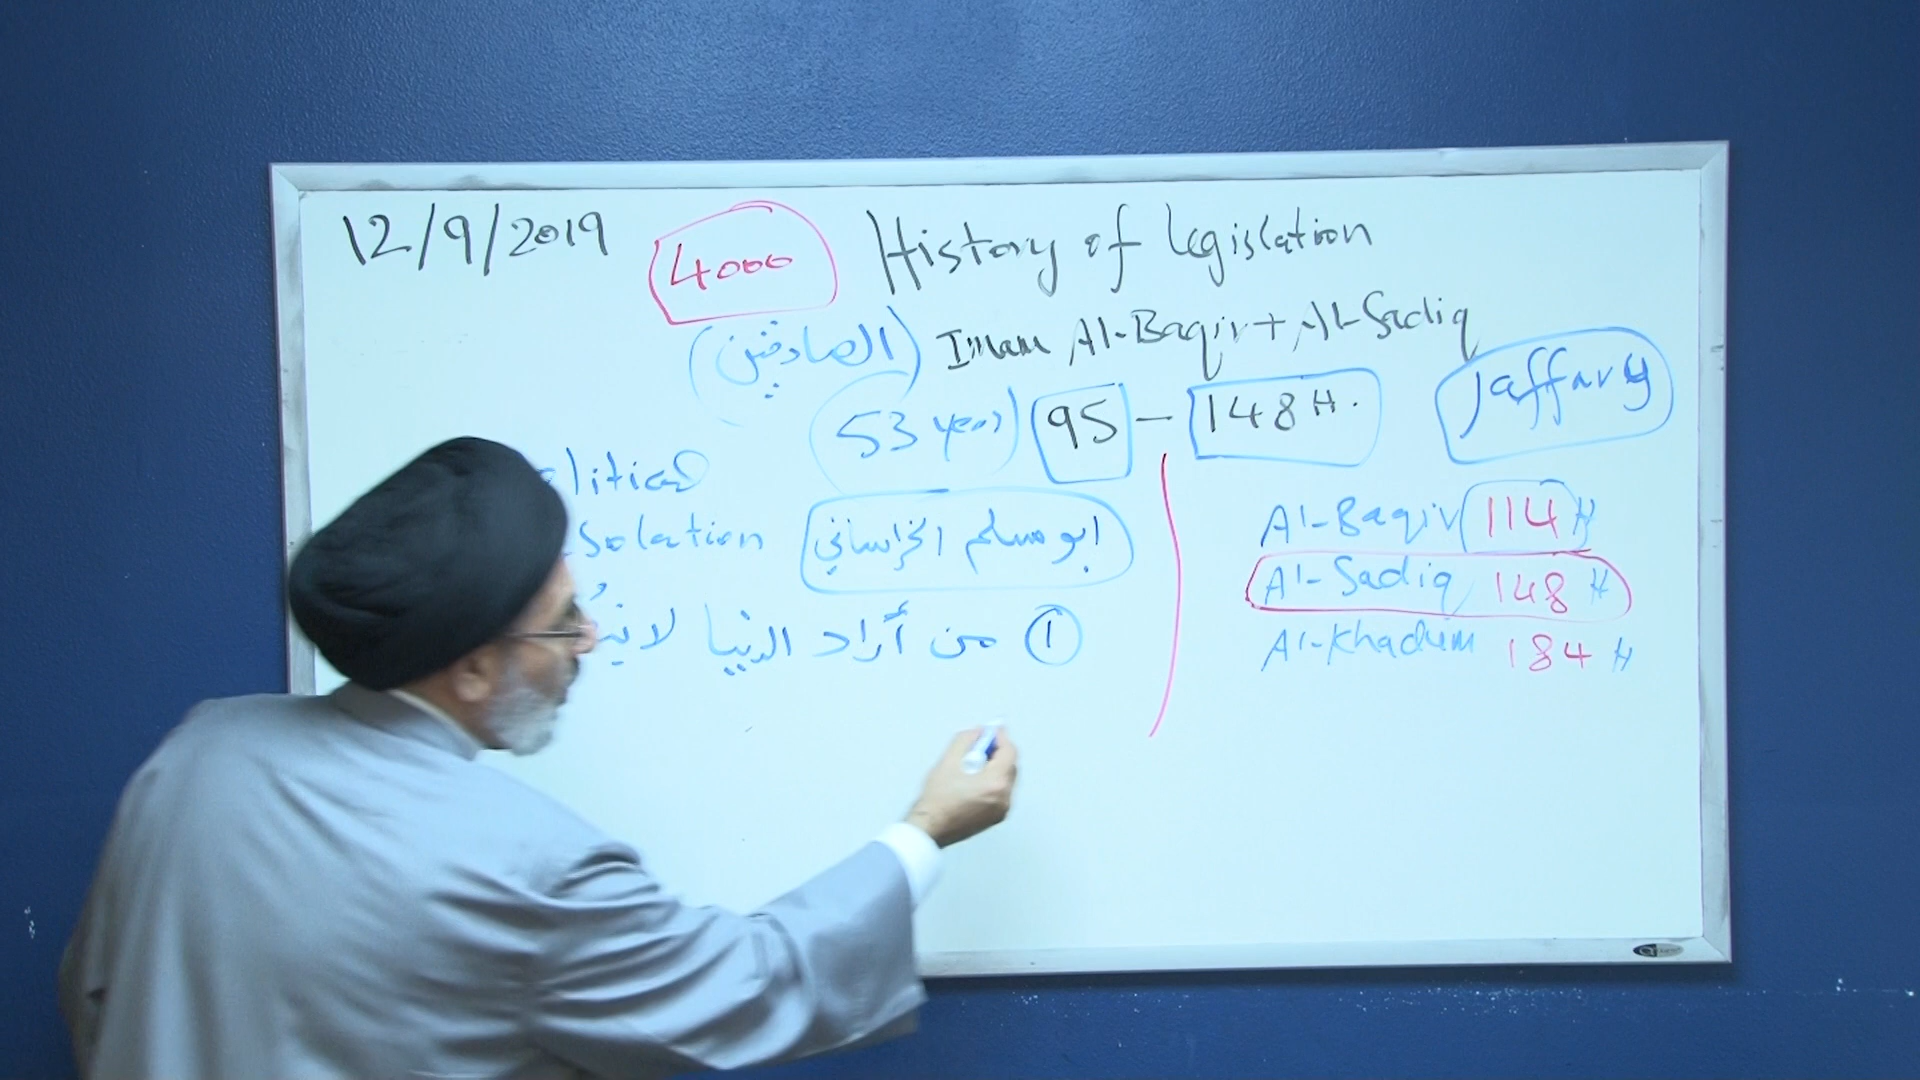 12/9/2019
4000
History of Legislation
(الصادقين) Imam Al-Baqir + Al-Sadiq
53 years 95 – 148 H.
Jaffary
litical
solation
ابو مسلم الخراساني
① من أراد الدنيا لا
Al-Baqir 114 H
Al-Sadiq 148 H
Al-Khadum 184 H